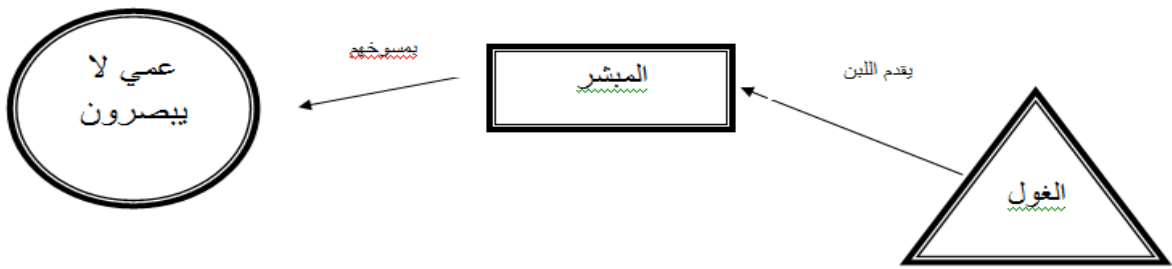 الغول
يقدم اللبن
المبشر
يمسوخهم
عمي لا
يبصرون